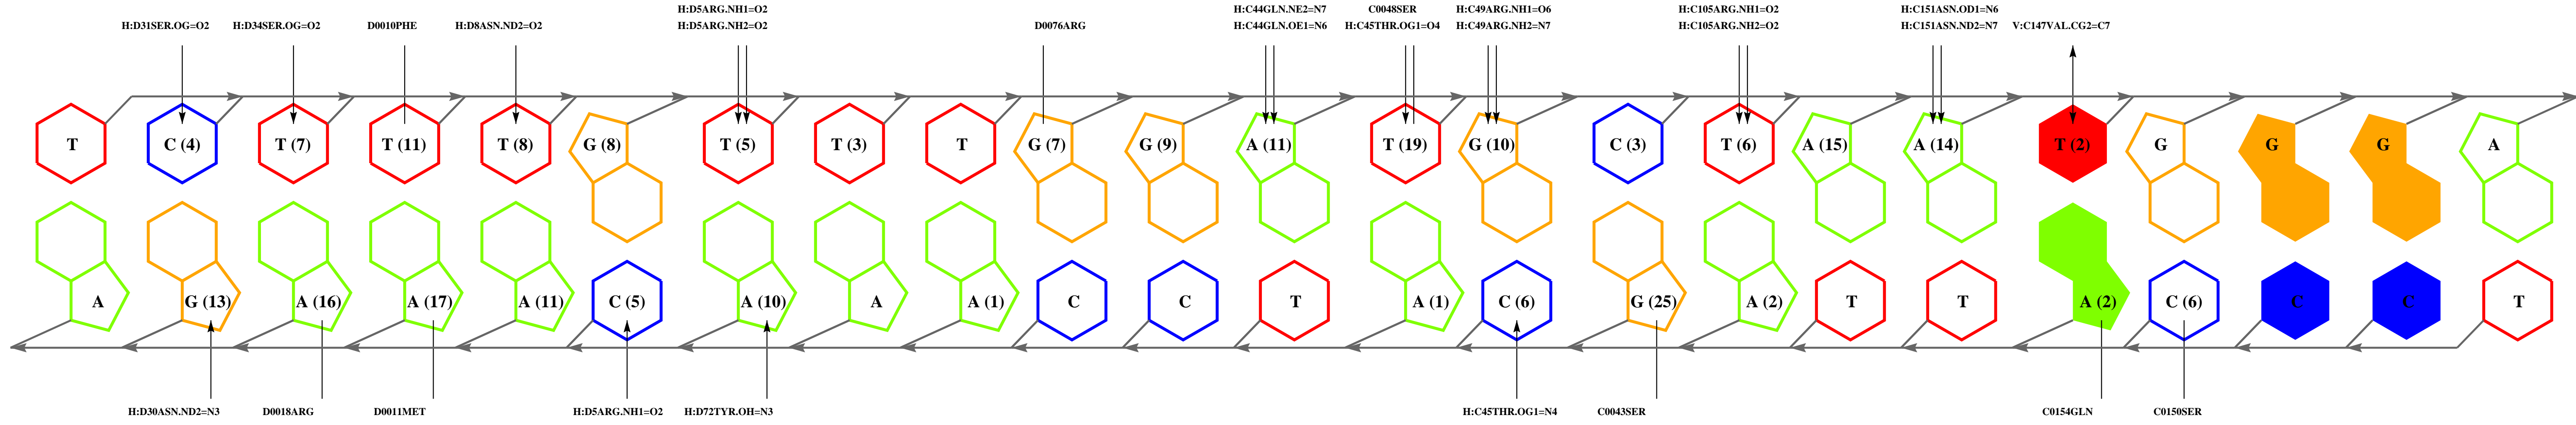 H:D5ARG.NH1=O2 H:C44GLN.NE2=N7 C0048SER H:C49ARG.NH1=O6 H:C105ARG.NH1=O2 H:C151ASN.OD1=N6
H:D31SER.OG=O2 H:D34SER.OG=O2 D0010PHE H:D8ASN.ND2=O2 H:D5ARG.NH2=O2 D0076ARG H:C44GLN.OE1=N6 H:C45THR.OG1=O4 H:C49ARG.NH2=N7 H:C105ARG.NH2=O2 H:C151ASN.ND2=N7 V:C147VAL.CG2=C7
T C (4) T (7) T (11) T (8) G (8) T (5) T (3) T G (7) G (9) A (11) T (19) G (10) C (3) T (6) A (15) A (14) T (2) G G G A
A G (13) A (16) A (17) A (11) C (5) A (10) A A (1) C C T A (1) C (6) G (25) A (2) T T A (2) C (6) C C T
H:D30ASN.ND2=N3 D0018ARG D0011MET H:D5ARG.NH1=O2 H:D72TYR.OH=N3 H:C45THR.OG1=N4 C0043SER C0154GLN C0150SER